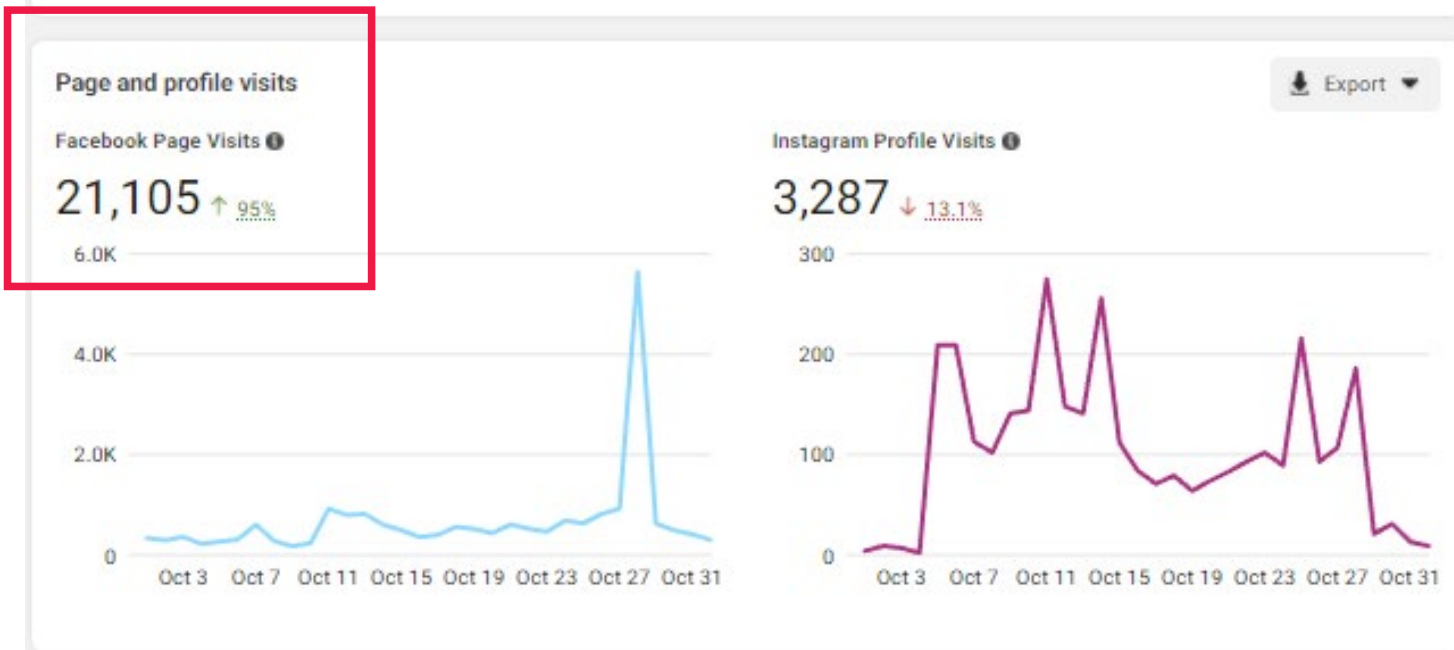 Page and profile visits
Export
Facebook Page Visits
Instagram Profile Visits
21,105 ↑ 95%
3,287 ↓ 13.1%
6.0K
4.0K
2.0K
0
Oct 3 Oct 7 Oct 11 Oct 15 Oct 19 Oct 23 Oct 27 Oct 31
300
200
100
0
Oct 3 Oct 7 Oct 11 Oct 15 Oct 19 Oct 23 Oct 27 Oct 31